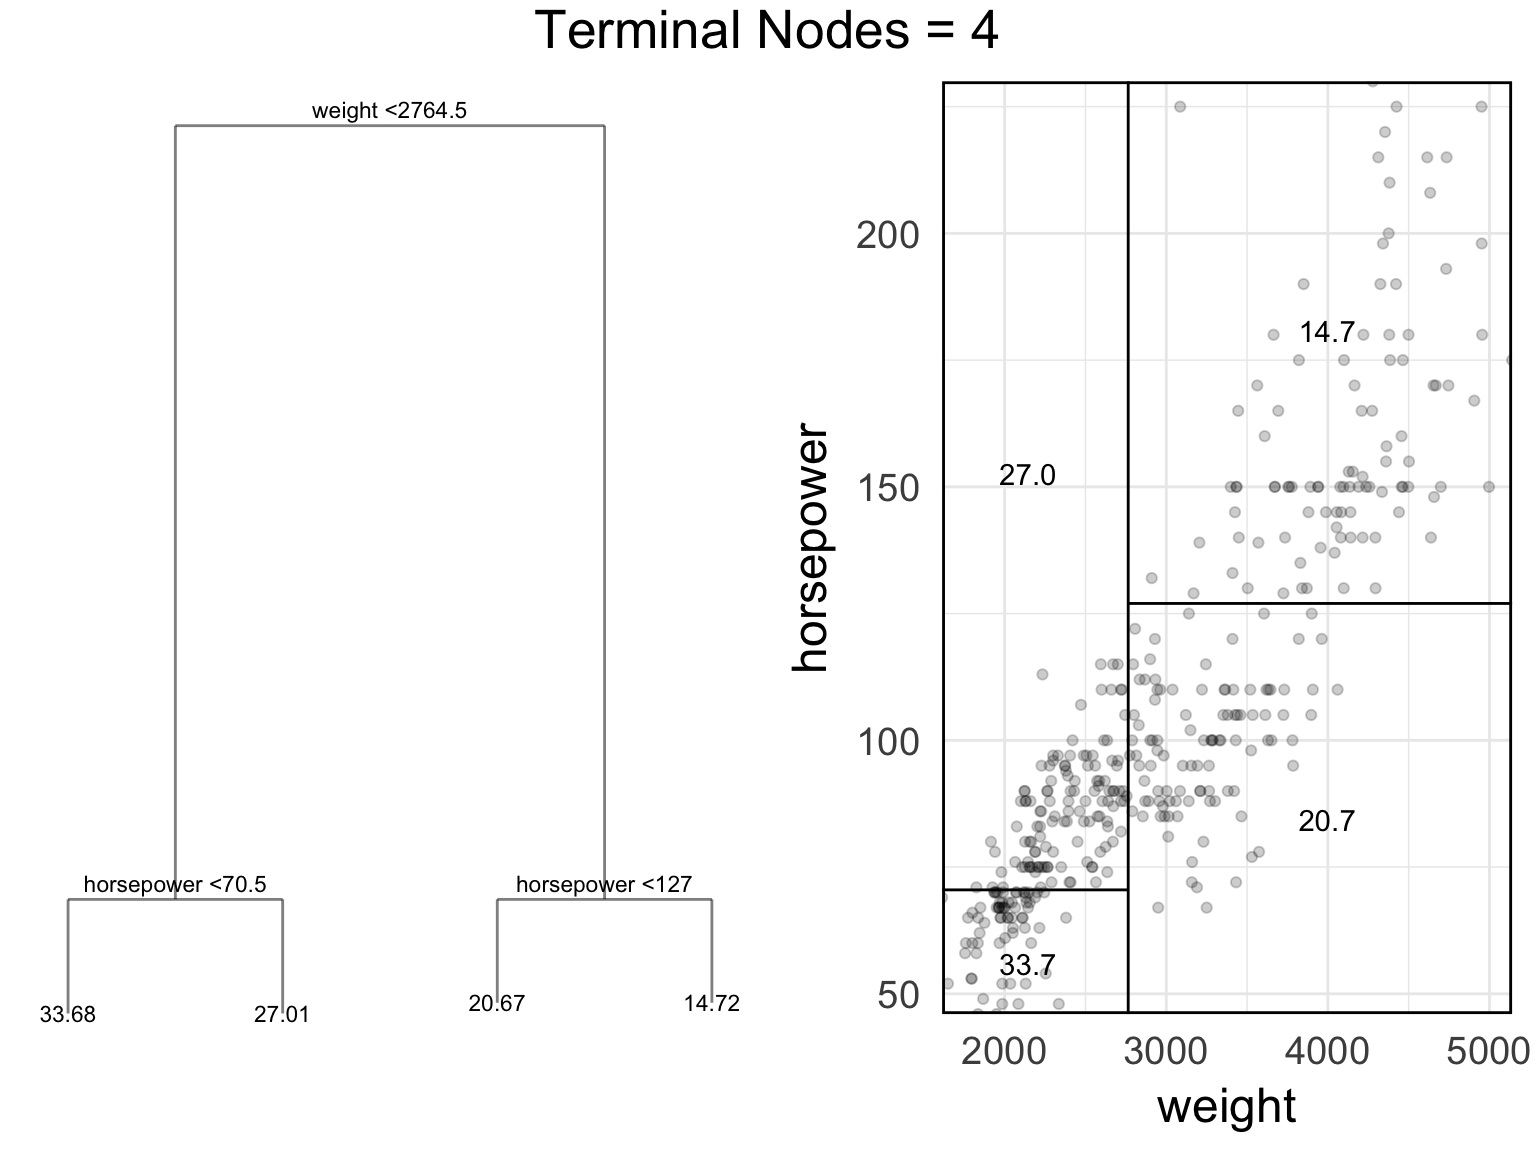 Terminal Nodes = 4
weight <2764.5
horsepower <70.5
horsepower <127
33.68
27.01
20.67
14.72
horsepower
200
150
100
50
14.7
27.0
20.7
33.7
2000 3000 4000 5000
weight